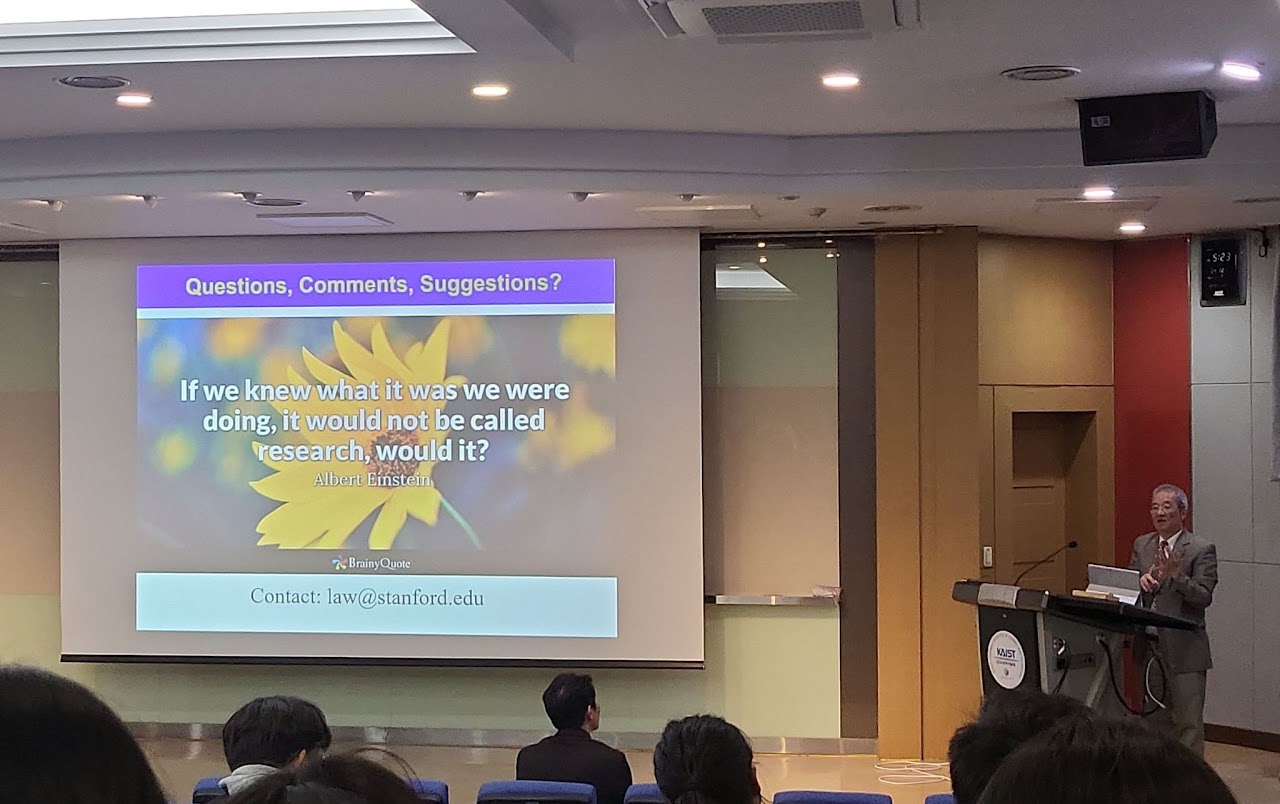 Questions, Comments, Suggestions?
If we knew what it was we were
doing, it would not be called
research, would it?
Albert Einstein
BrainyQuote
Contact: law@stanford.edu
5:23
KAIST